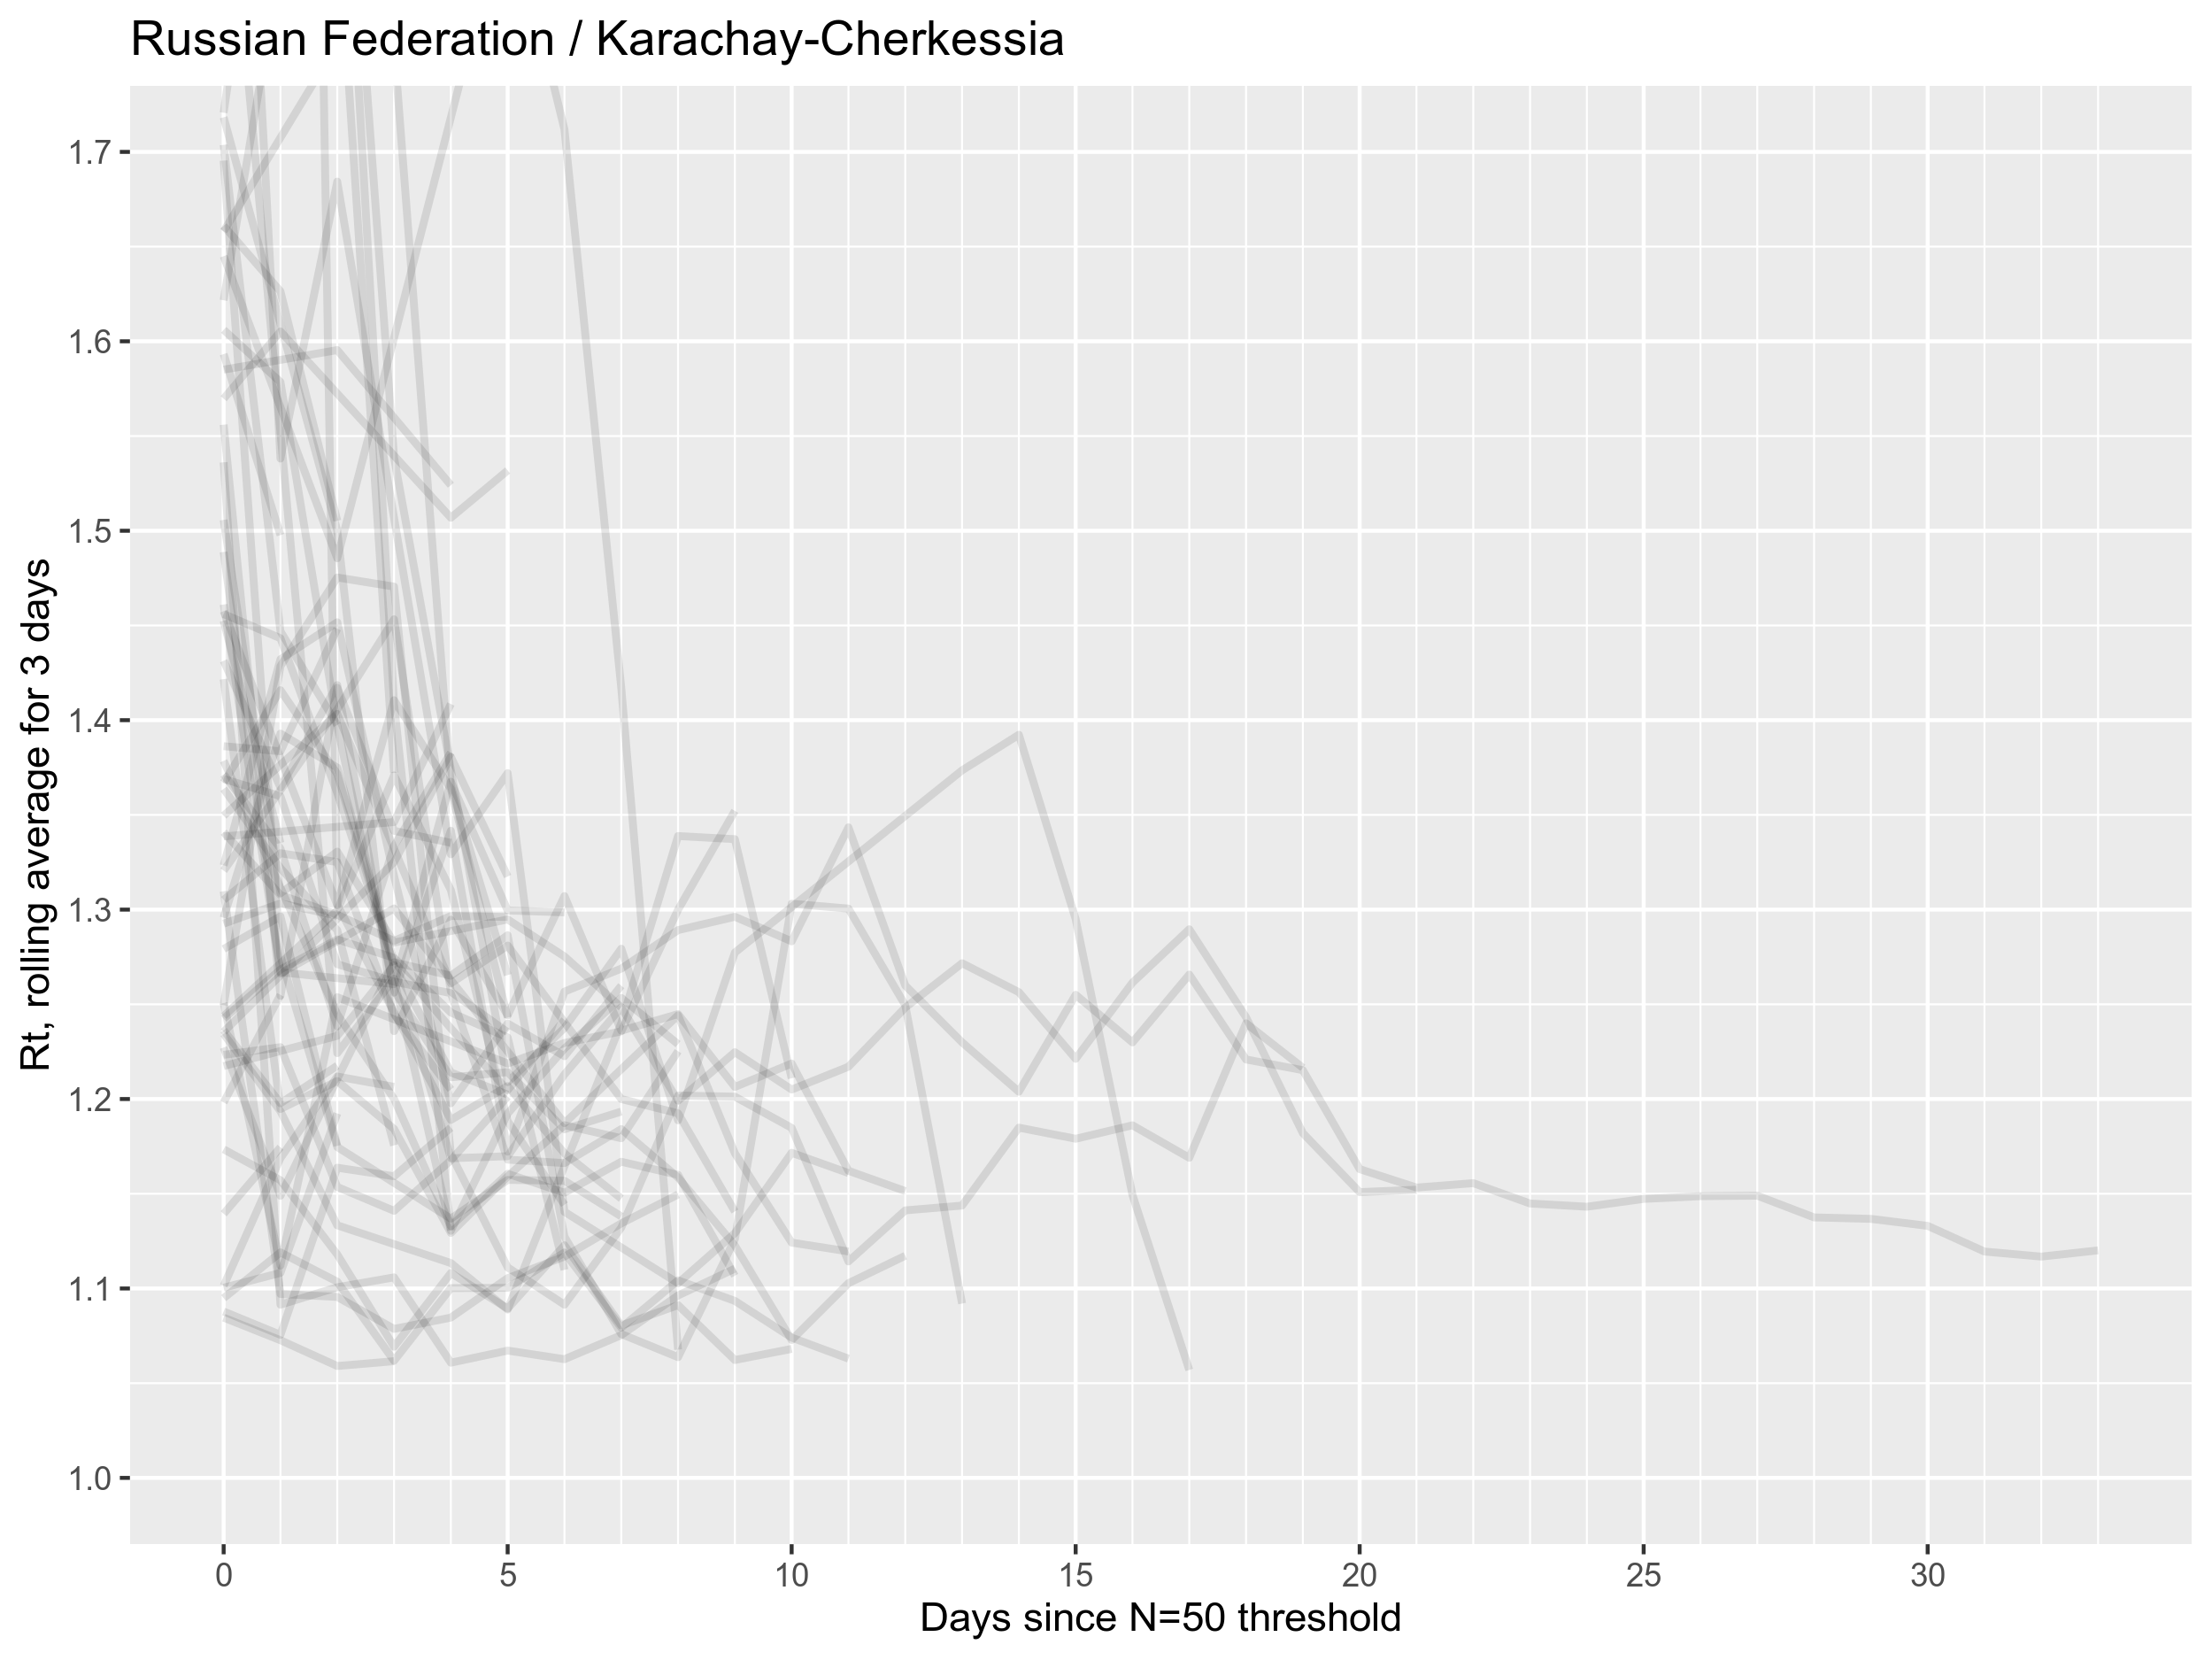 Russian Federation / Karachay-Cherkessia
Rt, rolling average for 3 days
1.7
1.6
1.5
1.4
1.3
1.2
1.1
1.0
0 5 10 15 20 25 30
Days since N=50 threshold